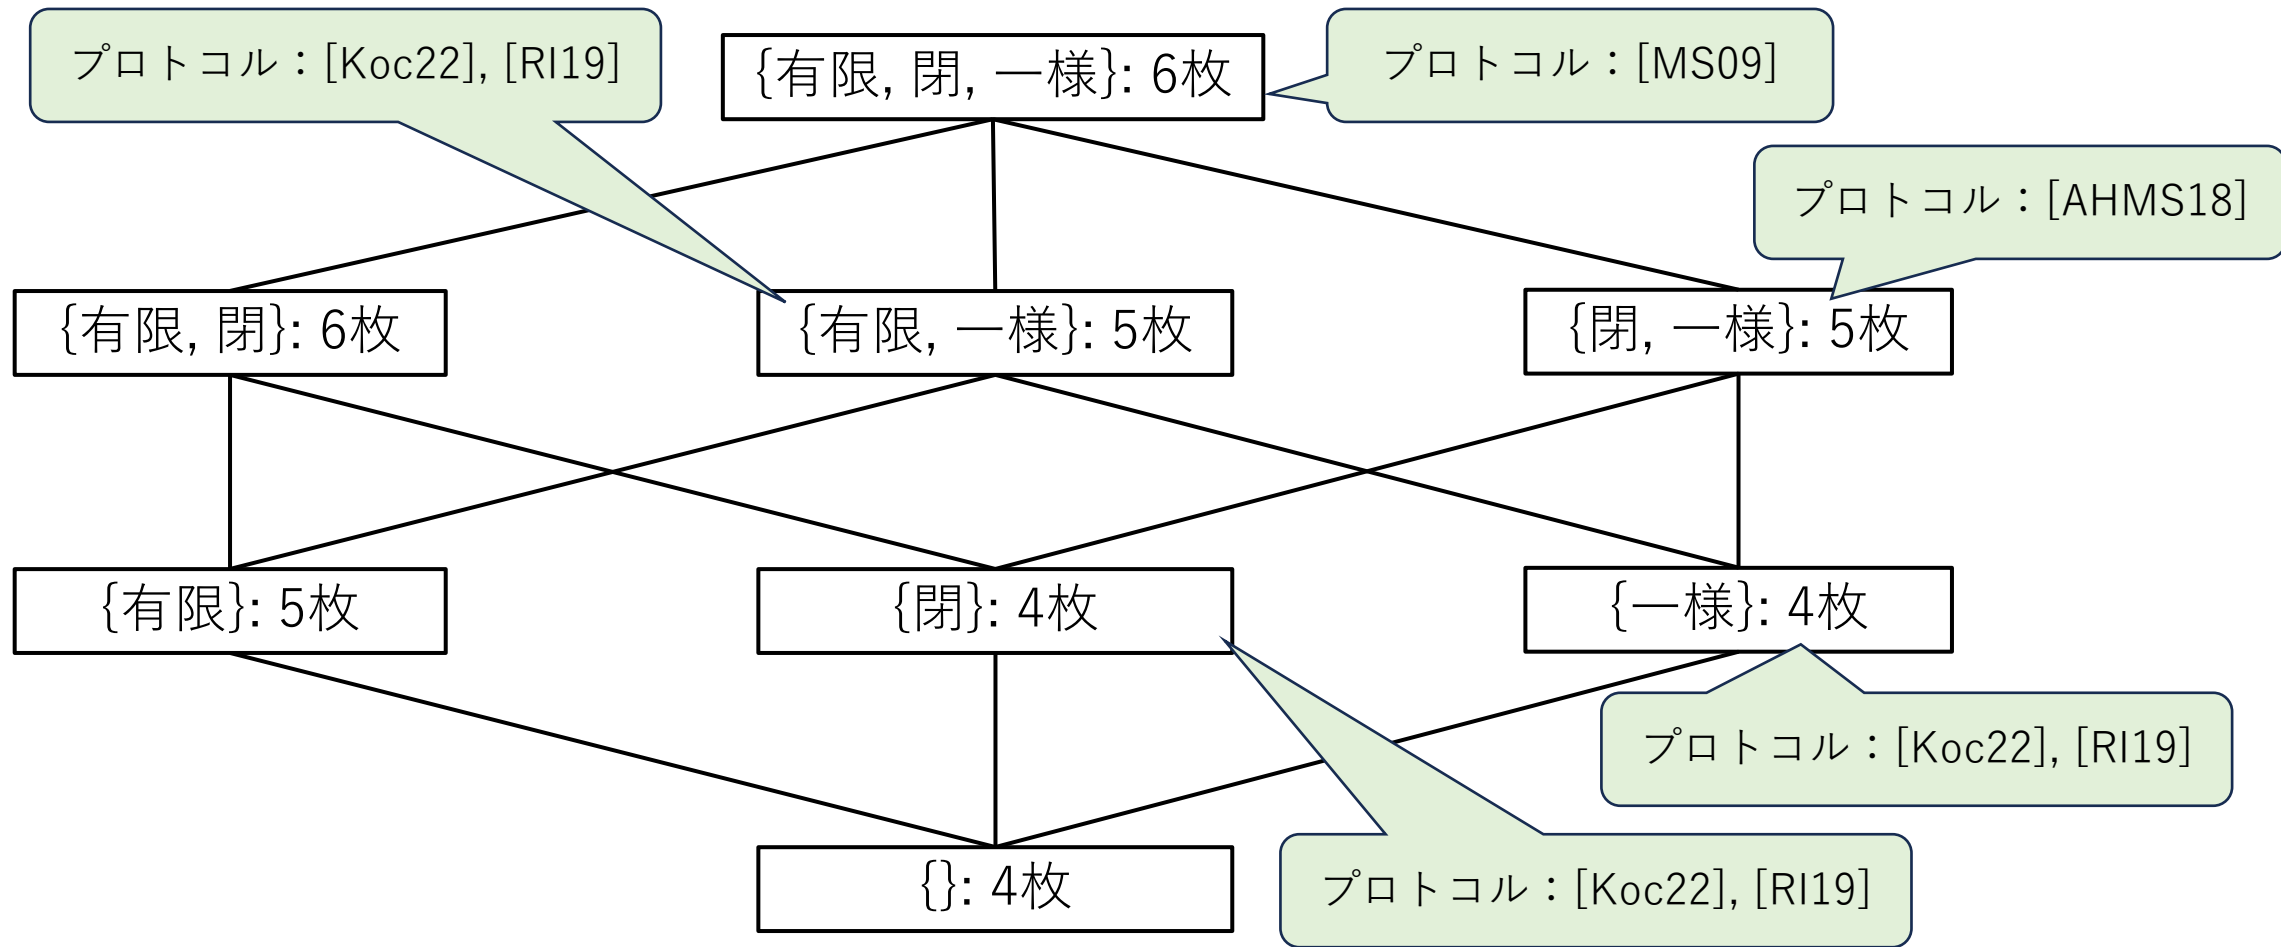 プロトコル：[Koc22], [RI19]
{有限, 閉, 一様}: 6枚
プロトコル：[MS09]
プロトコル：[AHMS18]
{有限, 閉}: 6枚
{有限, 一様}: 5枚
{閉, 一様}: 5枚
{有限}: 5枚
{閉}: 4枚
{一様}: 4枚
プロトコル：[Koc22], [RI19]
プロトコル：[Koc22], [RI19]
{}: 4枚